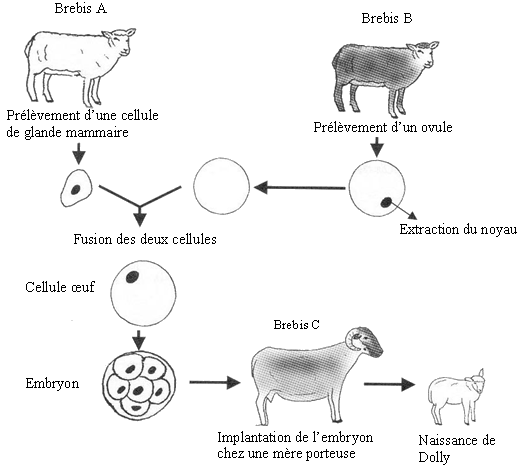 Brebis A
Brebis B
Prélèvement d'une cellule
de glande mammaire
Prélèvement d'un ovule
Extraction du noyau
Fusion des deux cellules
Cellule œuf
Brebis C
Embryon
Implantation de l'embryon
chez une mère porteuse
Naissance de
Dolly